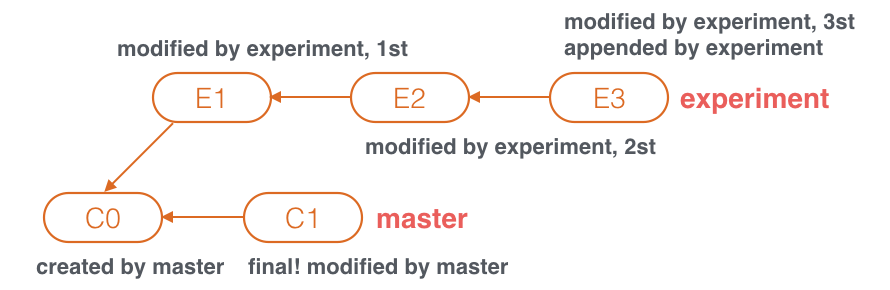 modified by experiment, 3st
appended by experiment
modified by experiment, 1st
E1
E2
E3
experiment
modified by experiment, 2st
C0
C1
master
created by master
final! modified by master